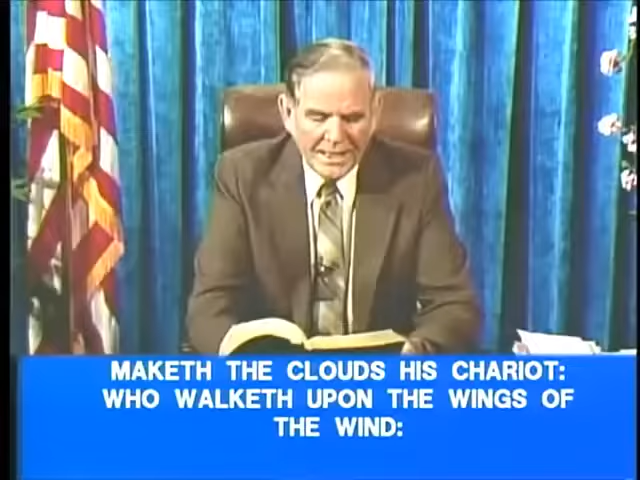 MAKETH THE CLOUDS HIS CHARIOT:
WHO WALKETH UPON THE WINGS OF
THE WIND: